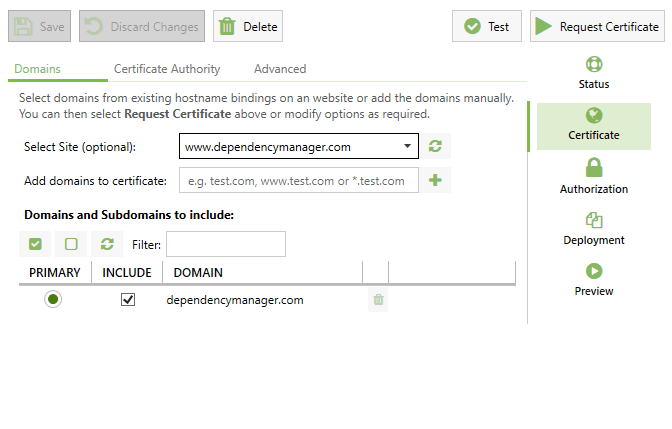 Save
Discard Changes
Delete
Test
Request Certificate
Domains
Certificate Authority
Advanced
Select domains from existing hostname bindings on an website or add the domains manually.
You can then select Request Certificate above or modify options as required.
Select Site (optional):
www.dependencymanager.com
Add domains to certificate:
e.g. test.com, www.test.com or *.test.com
Domains and Subdomains to include:
Filter:
PRIMARY
INCLUDE
DOMAIN
dependencymanager.com
Status
Certificate
Authorization
Deployment
Preview